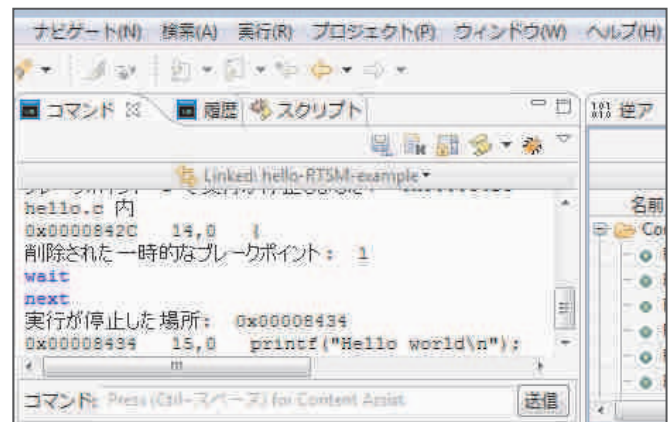 ナビゲート(N) 検索(A) 実行(R) プロジェクト(P) ウィンドウ(W) ヘルプ(H)
コマンド 履歴 スクリプト 逆ア
Linked: hello-RTSM-example
hello.c 内
0x0000842C 14,0 {
削除された一時的なブレークポイント: 1
wait
next
実行が停止した場所: 0x00008434
0x00008434 15,0 printf("Hello world\n");
コマンド: Press (Ctrl+スペース) for Content Assist 送信
名前
Co